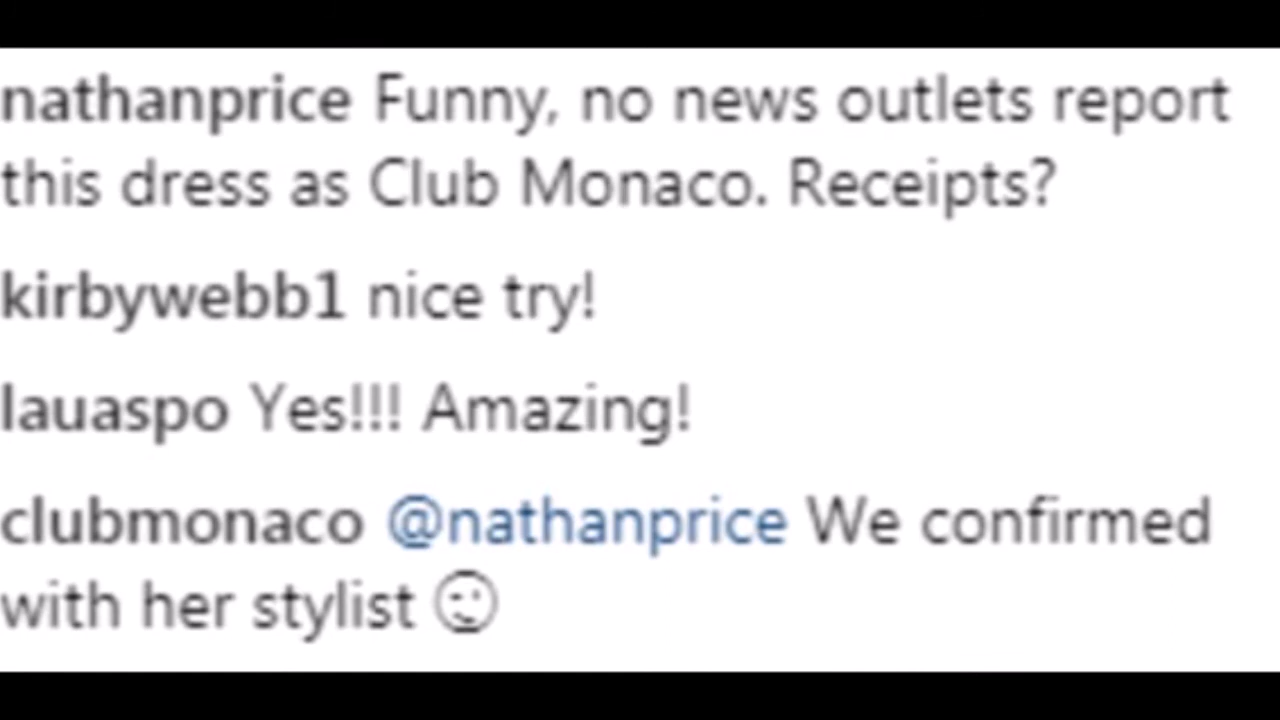 nathanprice Funny, no news outlets report
this dress as Club Monaco. Receipts?
kirbywebb1 nice try!
lauaspo Yes!!! Amazing!
clubmonaco @nathanprice We confirmed
with her stylist 😉